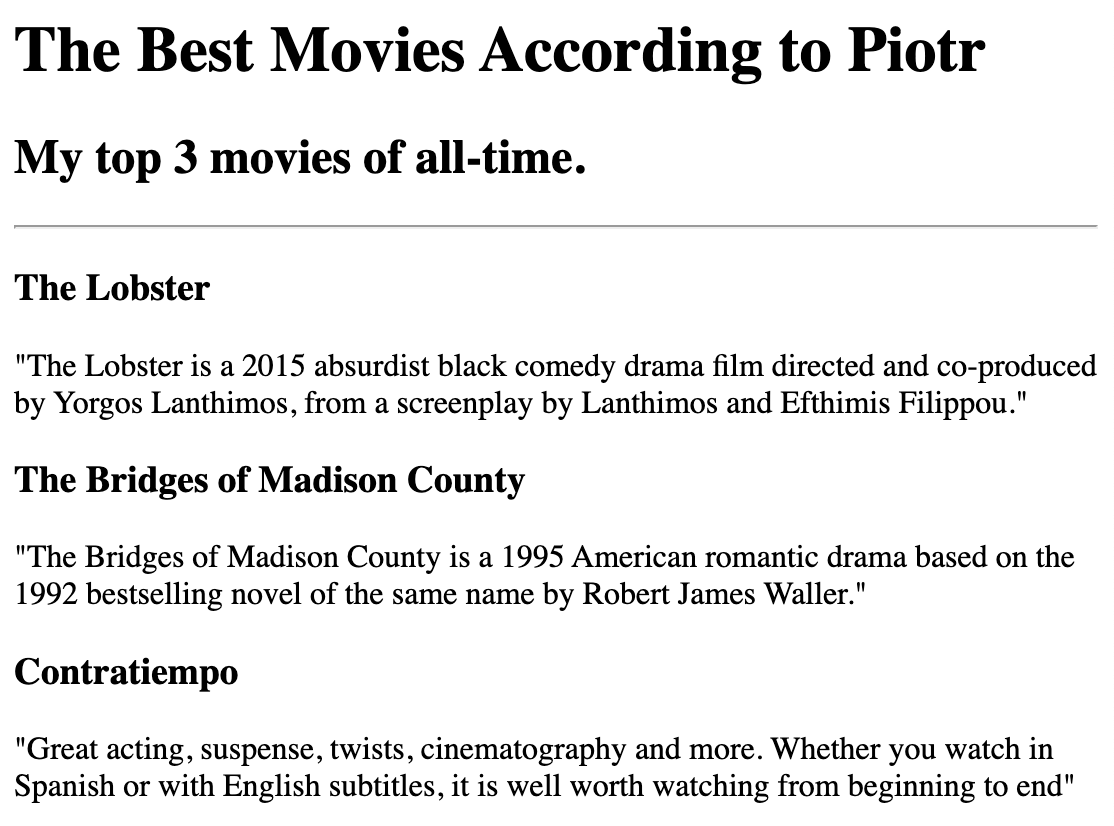 The Best Movies According to Piotr
My top 3 movies of all-time.
The Lobster
"The Lobster is a 2015 absurdist black comedy drama film directed and co-produced
by Yorgos Lanthimos, from a screenplay by Lanthimos and Efthimis Filippou."
The Bridges of Madison County
"The Bridges of Madison County is a 1995 American romantic drama based on the
1992 bestselling novel of the same name by Robert James Waller."
Contratiempo
"Great acting, suspense, twists, cinematography and more. Whether you watch in
Spanish or with English subtitles, it is well worth watching from beginning to end"